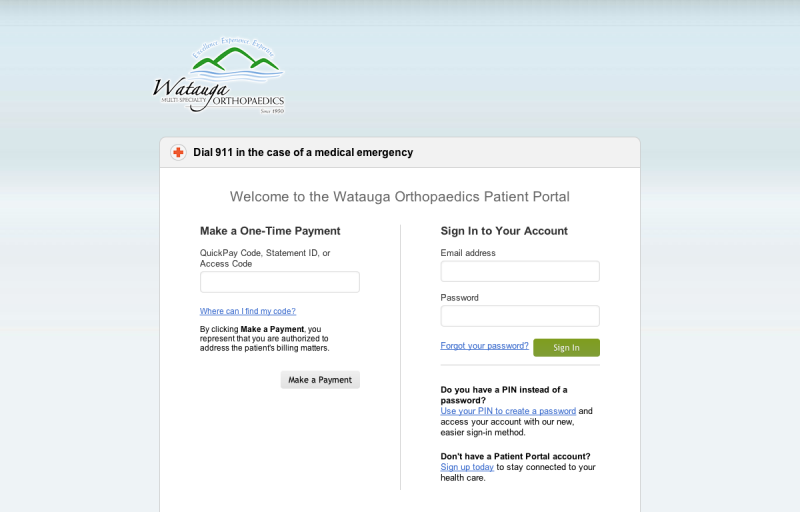 Excellence Experience Expertise
Watauga
MULTI SPECIALTY ORTHOPAEDICS
Since 1950
Dial 911 in the case of a medical emergency
Welcome to the Watauga Orthopaedics Patient Portal
Make a One-Time Payment
QuickPay Code, Statement ID, or
Access Code
Where can I find my code?
By clicking Make a Payment, you
represent that you are authorized to
address the patient's billing matters.
Make a Payment
Sign In to Your Account
Email address
Password
Forgot your password?
Sign In
Do you have a PIN instead of a
password?
Use your PIN to create a password and
access your account with our new,
easier sign-in method.
Don't have a Patient Portal account?
Sign up today to stay connected to your
health care.